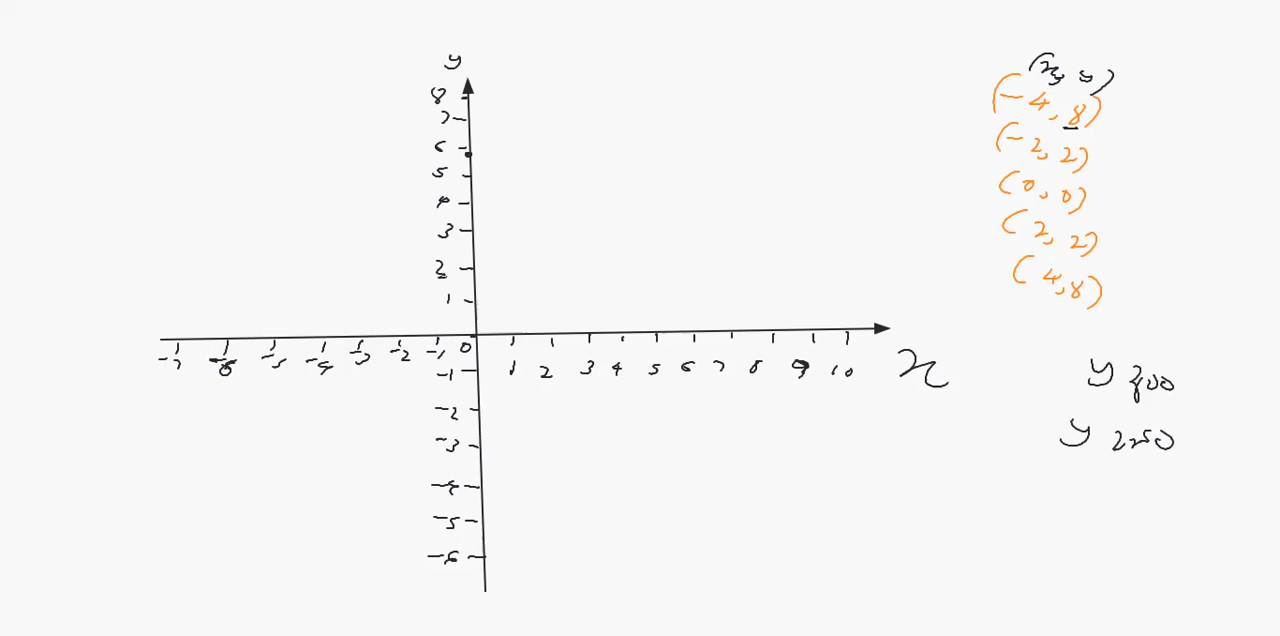 y
8
7
6
5
4
3
2
1
-7 -6 -5 -4 -3 -2 -1 0
1 2 3 4 5 6 7 8 9 10
x
-1
-2
-3
-4
-5
-6
(x, y)
(-4, 8)
(-2, 2)
(0, 0)
(2, 2)
(4, 8)
y
y